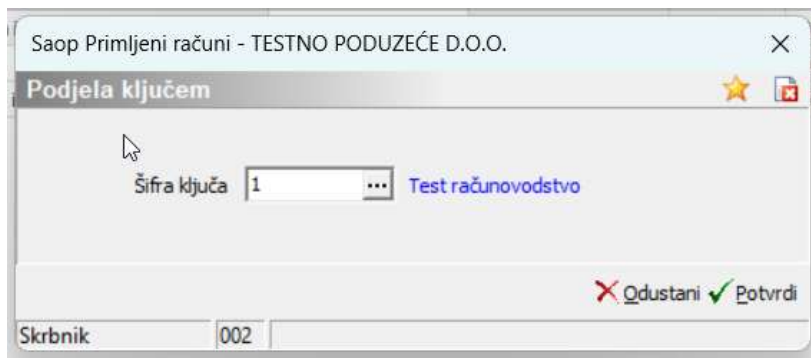 Saop Primljeni računi - TESTNO PODUZEĆE D.O.O.
Podjela ključem
Šifra ključa 1 ... Test računovodstvo
Odustani Potvrdi
Skrbnik 002